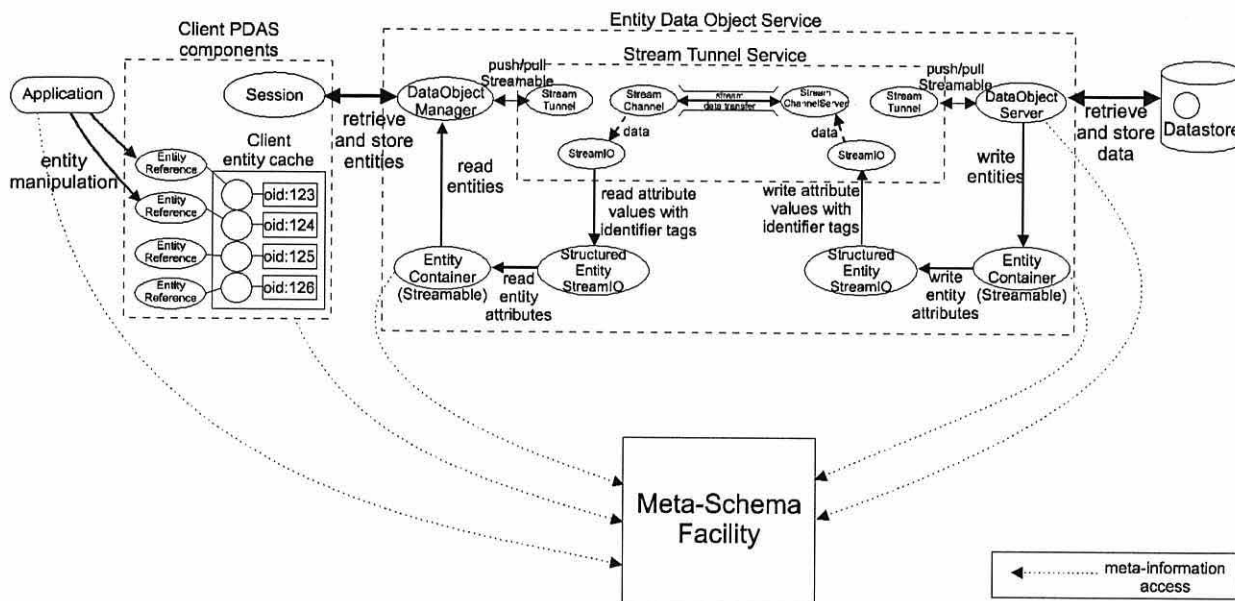 Entity Data Object Service
Client PDAS
components
Stream Tunnel Service
push/pull
Streamable
push/pull
Streamable
Application
Session
DataObject
Manager
Stream
Tunnel
Stream
Channel
stream
data transfer
Stream
ChannelServer
Stream
Tunnel
DataObject
Server
Datastore
retrieve
and store
entities
retrieve
and store
data
data
data
entity
manipulation
Client
entity cache
Entity
Reference
Entity
Reference
Entity
Reference
Entity
Reference
oid:123
oid:124
oid:125
oid:126
StreamIO
StreamIO
read
entities
read attribute
values with
identifier tags
write attribute
values with
identifier tags
write
entities
Entity
Container
(Streamable)
read
entity
attributes
Structured
Entity
StreamIO
Structured
Entity
StreamIO
write
entity
attributes
Entity
Container
(Streamable)
Meta-Schema
Facility
meta-information
access